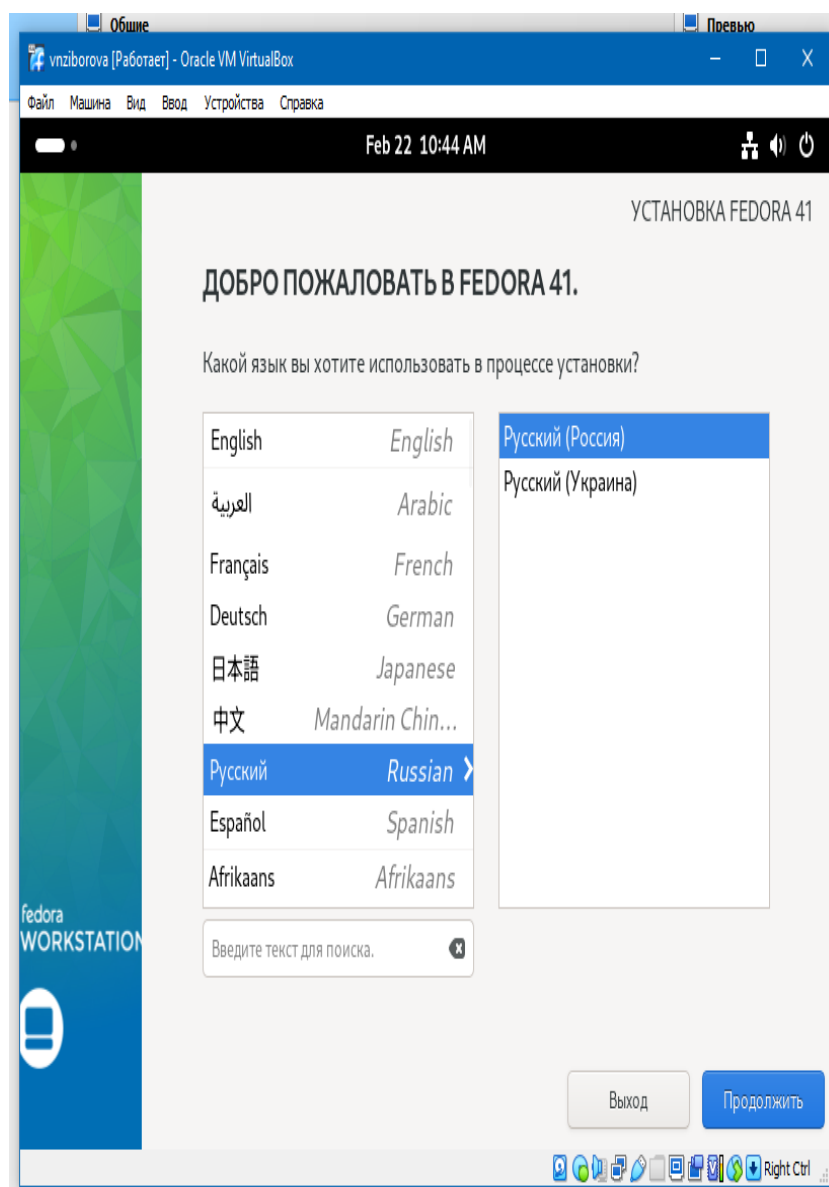 Общие
Превью
vnziborova [Работает] - Oracle VM VirtualBox
Файл Машина Вид Ввод Устройства Справка
Feb 22 10:44 AM
УСТАНОВКА FEDORA 41
ДОБРО ПОЖАЛОВАТЬ В FEDORA 41.
Какой язык вы хотите использовать в процессе установки?
English English
العربية Arabic
Français French
Deutsch German
日本語 Japanese
中文 Mandarin Chin...
Русский Russian
Español Spanish
Afrikaans Afrikaans
Русский (Россия)
Русский (Украина)
Введите текст для поиска.
fedora
WORKSTATION
Выход
Продолжить
Right Ctrl